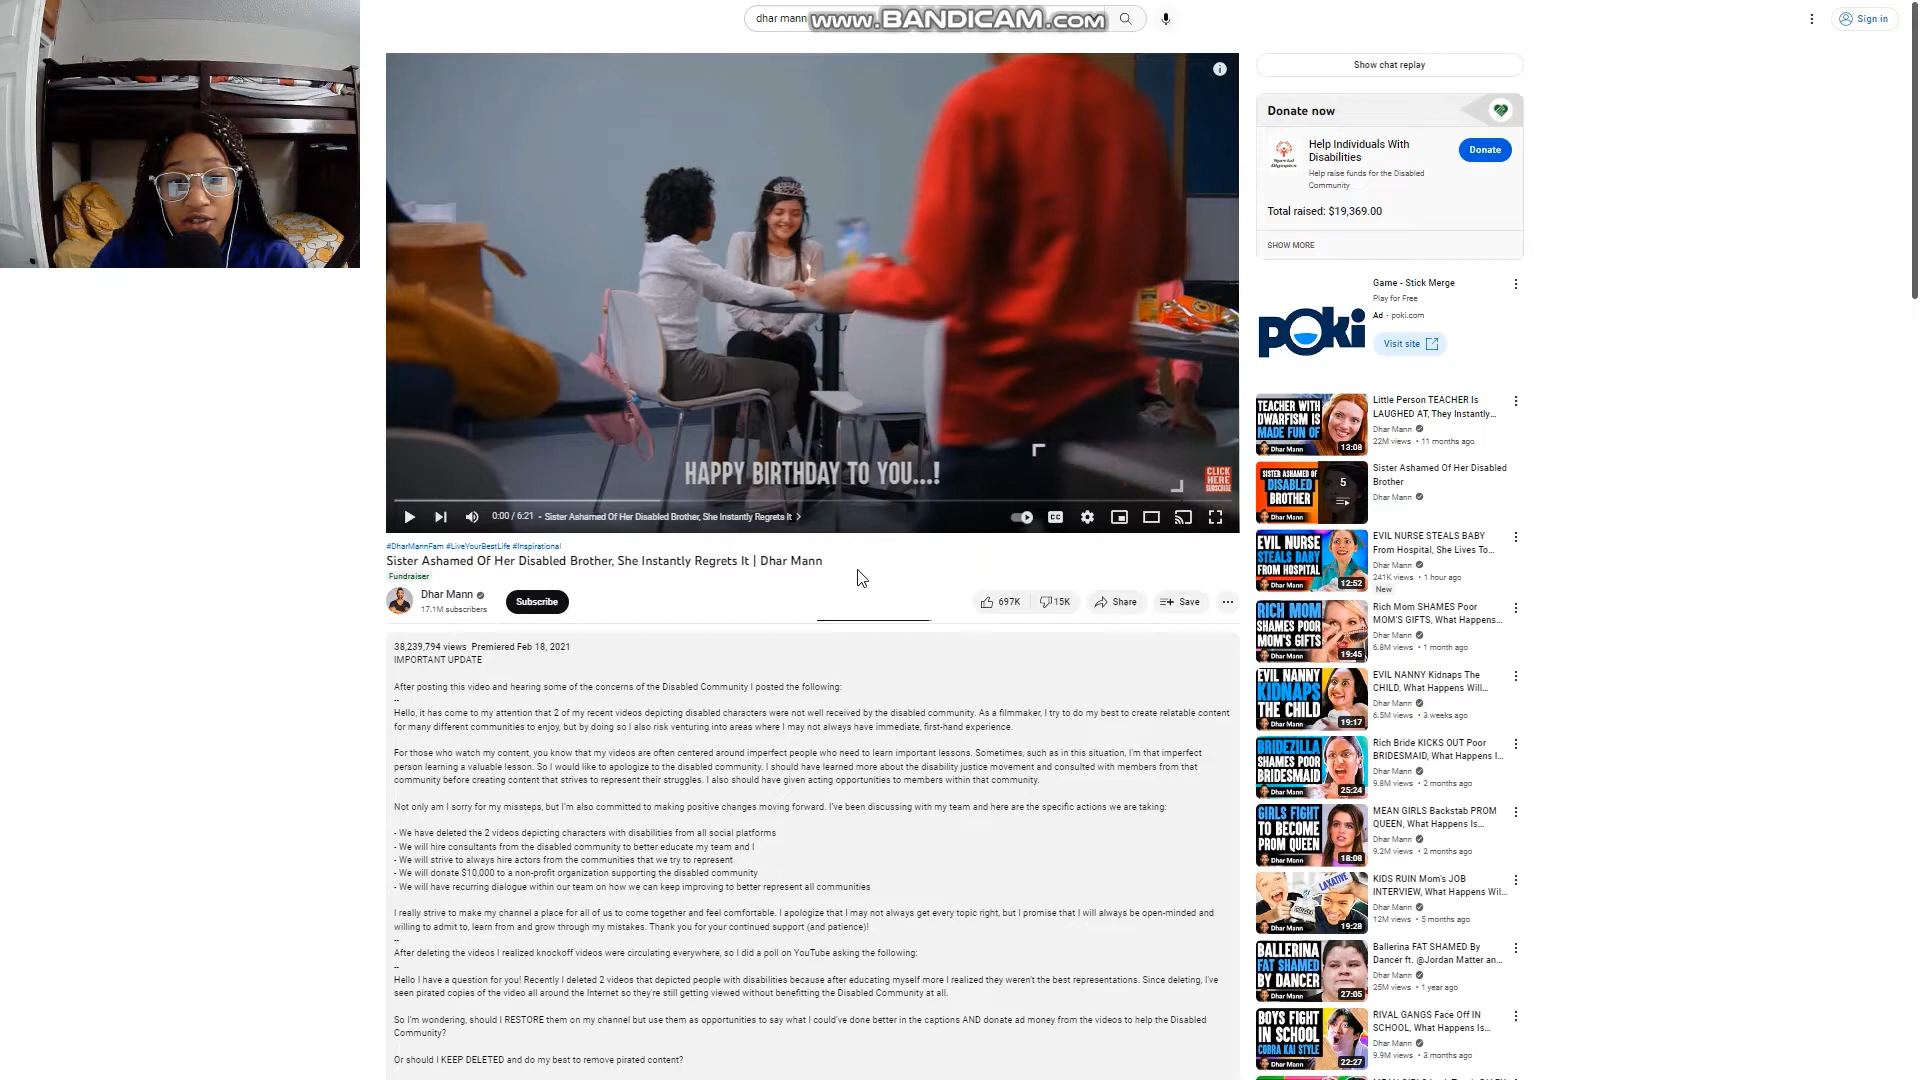 dhar mann
www.BANDICAM.com
Sign in
HAPPY BIRTHDAY TO YOU...!
CLICK
HERE
SUBSCRIBE
0:00 / 6:21 • Sister Ashamed Of Her Disabled Brother, She Instantly Regrets It
#DharMannFam #LiveYourBestLife #Inspirational
Sister Ashamed Of Her Disabled Brother, She Instantly Regrets It | Dhar Mann
Fundraiser
Dhar Mann
17.1M subscribers
Subscribe
697K
15K
Share
Save
38,239,794 views Premiered Feb 18, 2021
IMPORTANT UPDATE
After posting this video and hearing some of the concerns of the Disabled Community I posted the following:
--
Hello, it has come to my attention that 2 of my recent videos depicting disabled characters were not well received by the disabled community. As a filmmaker, I try to do my best to create relatable content
for many different communities to enjoy, but by doing so I also risk venturing into areas where I may not always have immediate, first-hand experience.
For those who watch my content, you know that my videos are often centered around imperfect people who need to learn important lessons. Sometimes, such as in this situation, I'm that imperfect
person learning a valuable lesson. So I would like to apologize to the disabled community. I should have learned more about the disability justice movement and consulted with members from that
community before creating content that strives to represent their struggles. I also should have given acting opportunities to members within that community.
Not only am I sorry for my missteps, but I'm also committed to making positive changes moving forward. I've been discussing with my team and here are the specific actions we are taking:
- We have deleted the 2 videos depicting characters with disabilities from all social platforms
- We will hire consultants from the disabled community to better educate my team and I
- We will strive to always hire actors from the communities that we try to represent
- We will donate $10,000 to a non-profit organization supporting the disabled community
- We will have recurring dialogue within our team on how we can keep improving to better represent all communities
I really strive to make my channel a place for all of us to come together and feel comfortable. I apologize that I may not always get every topic right, but I promise that I will always be open-minded and
willing to admit to, learn from and grow through my mistakes. Thank you for your continued support (and patience)!
--
After deleting the videos I realized knockoff videos were circulating everywhere, so I did a poll on YouTube asking the following:
--
Hello I have a question for you! Recently I deleted 2 videos that depicted people with disabilities because after educating myself more I realized they weren't the best representations. Since deleting, I've
seen pirated copies of the video all around the Internet so they're still getting viewed without benefitting the Disabled Community at all.
So I'm wondering, should I RESTORE them on my channel but use them as opportunities to say what I could've done better in the captions AND donate ad money from the videos to help the Disabled
Community?
Or should I KEEP DELETED and do my best to remove pirated content?
Show chat replay
Donate now
Help Individuals With
Disabilities
Help raise funds for the Disabled
Community
Donate
Total raised: $19,369.00
SHOW MORE
poki
Game - Stick Merge
Play for Free
Ad · poki.com
Visit site
TEACHER WITH
DWARFISM IS
MADE FUN OF
Dhar Mann
13:08
Little Person TEACHER Is
LAUGHED AT, They Instantly...
Dhar Mann
22M views • 11 months ago
SISTER ASHAMED OF
DISABLED
BROTHER
Dhar Mann
5
Sister Ashamed Of Her Disabled
Brother
Dhar Mann
EVIL NURSE
STEALS BABY
FROM HOSPITAL
Dhar Mann
12:52
EVIL NURSE STEALS BABY
From Hospital, She Lives To...
Dhar Mann
241K views • 1 hour ago
New
RICH MOM
SHAMES POOR
MOM'S GIFTS
Dhar Mann
19:45
Rich Mom SHAMES Poor
MOM'S GIFTS, What Happens...
Dhar Mann
6.8M views • 1 month ago
EVIL NANNY
KIDNAPS
THE CHILD
Dhar Mann
19:17
EVIL NANNY Kidnaps The
CHILD, What Happens Will...
Dhar Mann
6.5M views • 3 weeks ago
BRIDEZILLA
SHAMES POOR
BRIDESMAID
Dhar Mann
25:24
Rich Bride KICKS OUT Poor
BRIDESMAID, What Happens I...
Dhar Mann
9.8M views • 2 months ago
GIRLS FIGHT
TO BECOME
PROM QUEEN
Dhar Mann
18:08
MEAN GIRLS Backstab PROM
QUEEN, What Happens Is...
Dhar Mann
9.2M views • 2 months ago
LAXATIVE
Dhar Mann
19:28
KIDS RUIN Mom's JOB
INTERVIEW, What Happens Wil...
Dhar Mann
12M views • 5 months ago
BALLERINA
FAT SHAMED
BY DANCER
Dhar Mann
27:05
Ballerina FAT SHAMED By
Dancer ft. @Jordan Matter an...
Dhar Mann
25M views • 1 year ago
BOYS FIGHT
IN SCHOOL
COBRA KAI STYLE
Dhar Mann
22:27
RIVAL GANGS Face Off IN
SCHOOL, What Happens Is...
Dhar Mann
9.9M views • 3 months ago